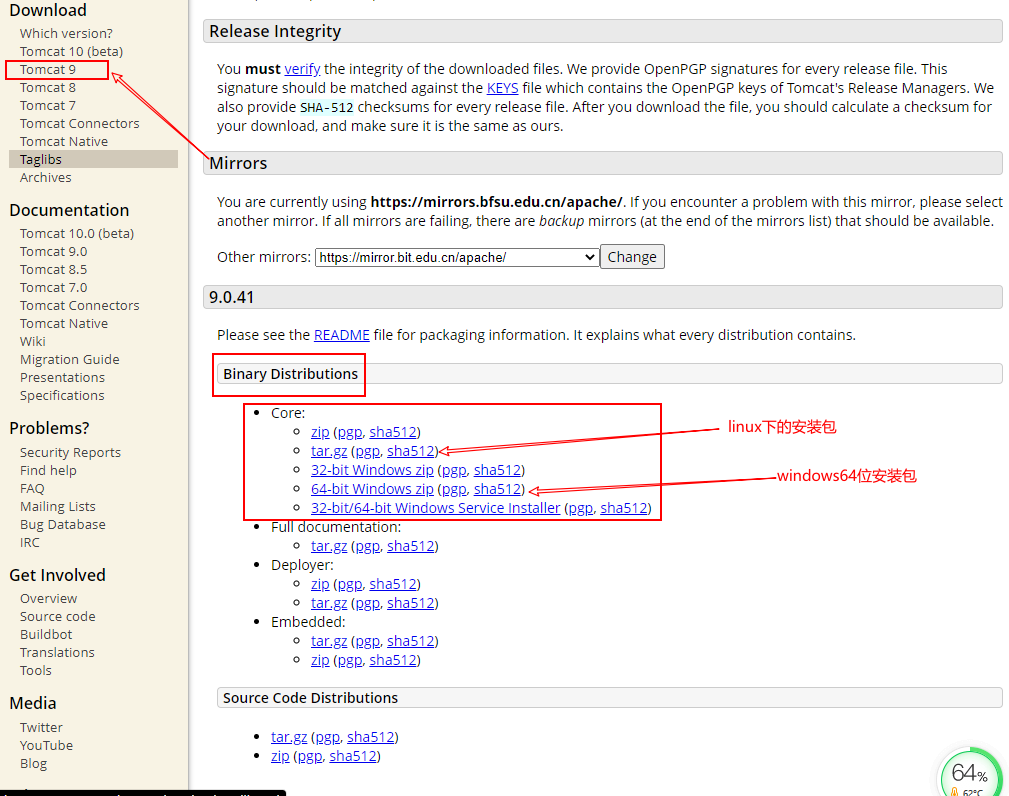 Download
Which version?
Tomcat 10 (beta)
Tomcat 9
Tomcat 8
Tomcat 7
Tomcat Connectors
Tomcat Native
Taglibs
Archives
Documentation
Tomcat 10.0 (beta)
Tomcat 9.0
Tomcat 8.5
Tomcat 7.0
Tomcat Connectors
Tomcat Native
Wiki
Migration Guide
Presentations
Specifications
Problems?
Security Reports
Find help
FAQ
Mailing Lists
Bug Database
IRC
Get Involved
Overview
Source code
Buildbot
Translations
Tools
Media
Twitter
YouTube
Blog
Release Integrity
You must verify the integrity of the downloaded files. We provide OpenPGP signatures for every release file. This
signature should be matched against the KEYS file which contains the OpenPGP keys of Tomcat's Release Managers. We
also provide SHA-512 checksums for every release file. After you download the file, you should calculate a checksum for
your download, and make sure it is the same as ours.
Mirrors
You are currently using https://mirrors.bfsu.edu.cn/apache/. If you encounter a problem with this mirror, please select
another mirror. If all mirrors are failing, there are backup mirrors (at the end of the mirrors list) that should be available.
Other mirrors: https://mirror.bit.edu.cn/apache/ Change
9.0.41
Please see the README file for packaging information. It explains what every distribution contains.
Binary Distributions
Core:
zip (pgp, sha512)
tar.gz (pgp, sha512)
linux下的安装包
32-bit Windows zip (pgp, sha512)
64-bit Windows zip (pgp, sha512)
windows64位安装包
32-bit/64-bit Windows Service Installer (pgp, sha512)
Full documentation:
tar.gz (pgp, sha512)
Deployer:
zip (pgp, sha512)
tar.gz (pgp, sha512)
Embedded:
tar.gz (pgp, sha512)
zip (pgp, sha512)
Source Code Distributions
tar.gz (pgp, sha512)
zip (pgp, sha512)
64%
62°C